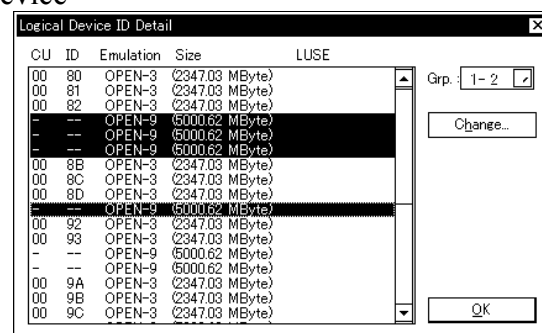 Logical Device ID Detail
CU ID Emulation Size LUSE
00 80 OPEN-3 (2347.03 MByte)
00 81 OPEN-3 (2347.03 MByte)
00 82 OPEN-3 (2347.03 MByte)
- -- OPEN-9 (5000.62 MByte)
- -- OPEN-9 (5000.62 MByte)
- -- OPEN-9 (5000.62 MByte)
00 8B OPEN-3 (2347.03 MByte)
00 8C OPEN-3 (2347.03 MByte)
00 8D OPEN-3 (2347.03 MByte)
- -- OPEN-9 (5000.62 MByte)
00 92 OPEN-3 (2347.03 MByte)
00 93 OPEN-3 (2347.03 MByte)
- -- OPEN-9 (5000.62 MByte)
- -- OPEN-9 (5000.62 MByte)
00 9A OPEN-3 (2347.03 MByte)
00 9B OPEN-3 (2347.03 MByte)
00 9C OPEN-3 (2347.03 MByte)
Grp. : 1- 2
Change...
OK